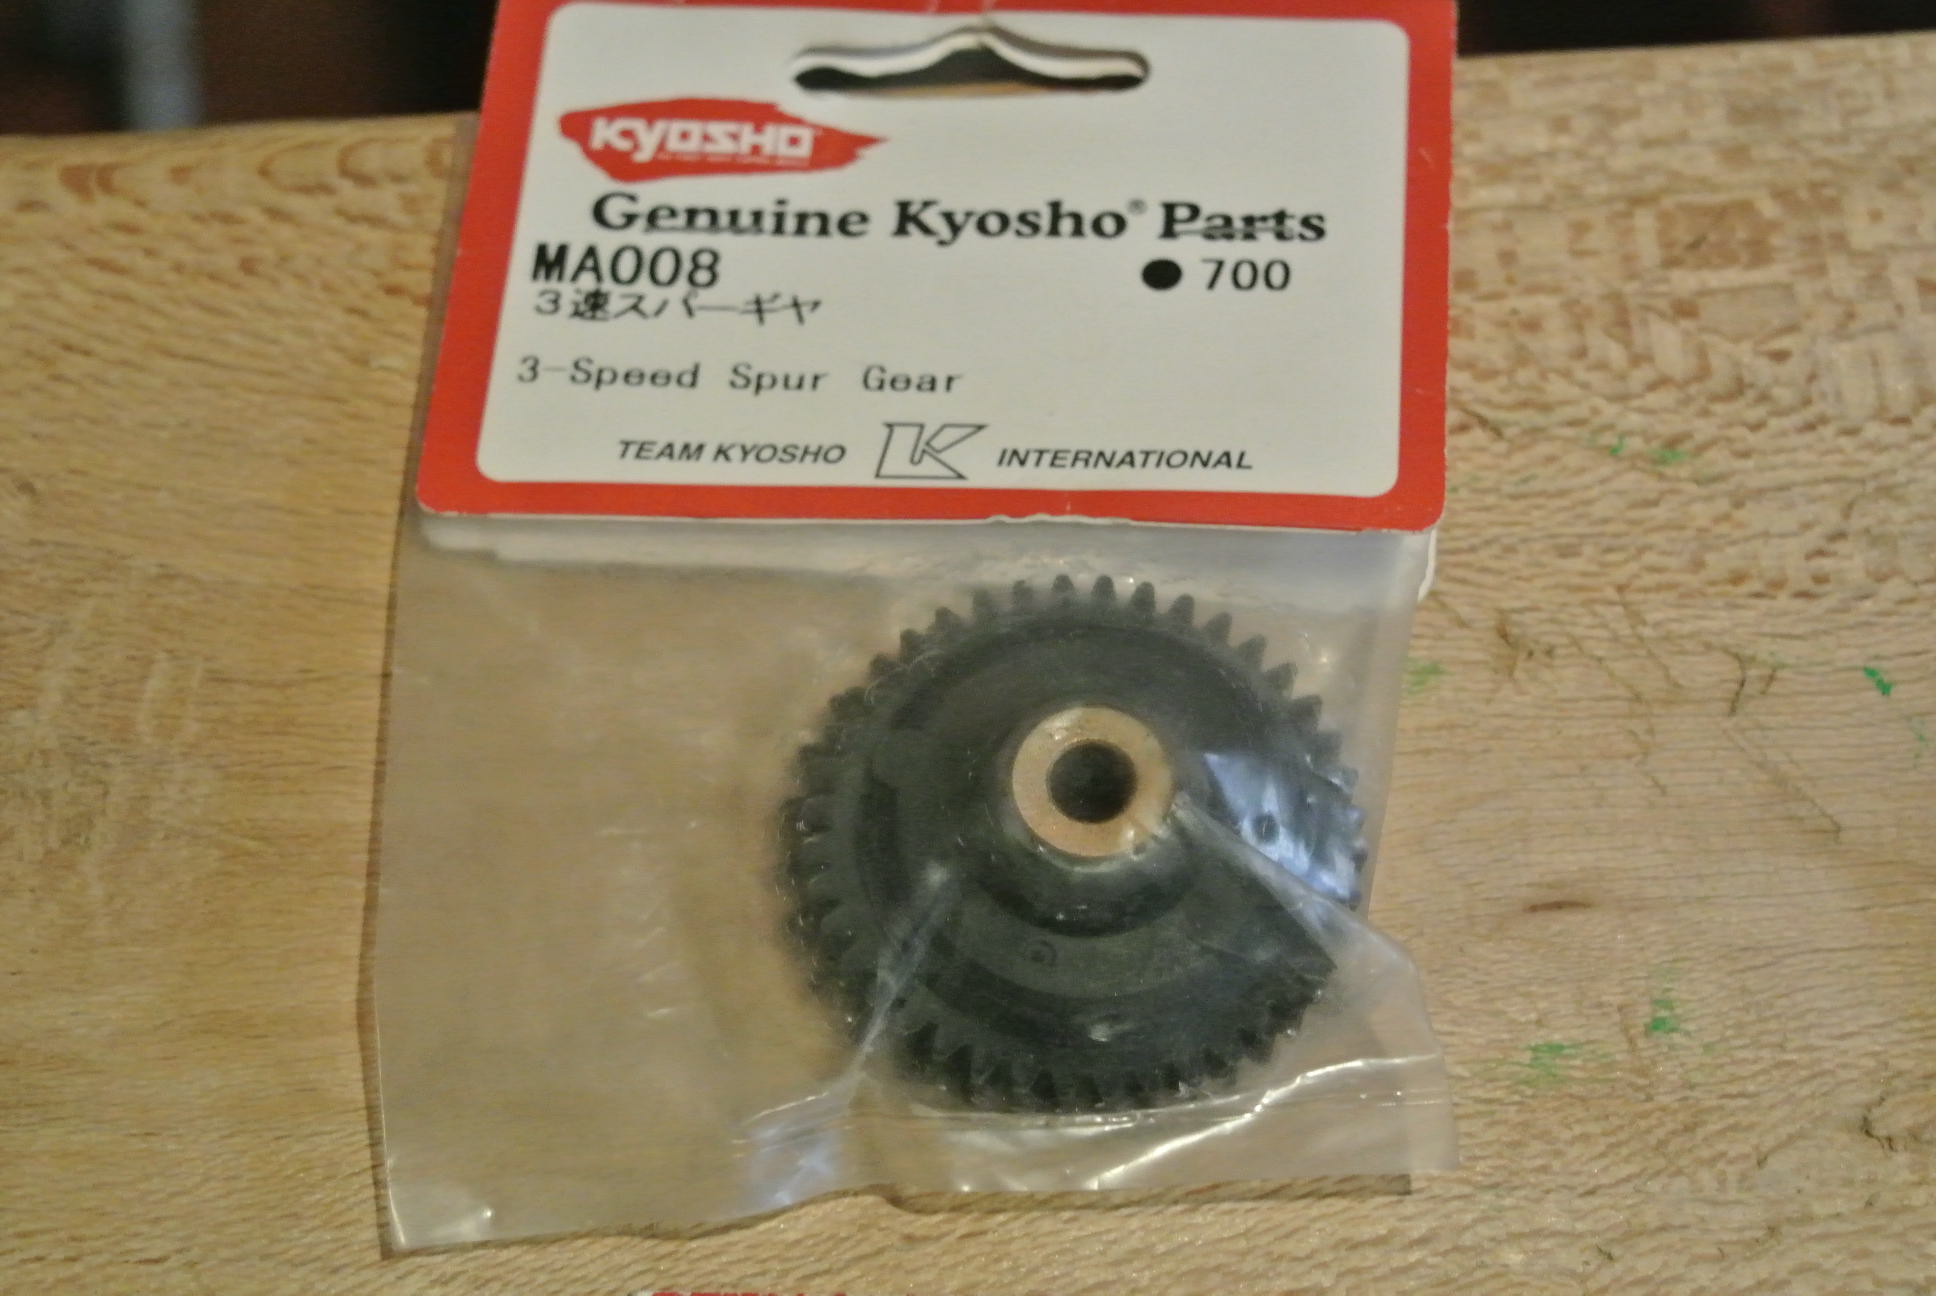 KYOSHO
Genuine Kyosho® Parts
MA008 ● 700
3速スパーギヤ
3-Speed Spur Gear
TEAM KYOSHO K INTERNATIONAL